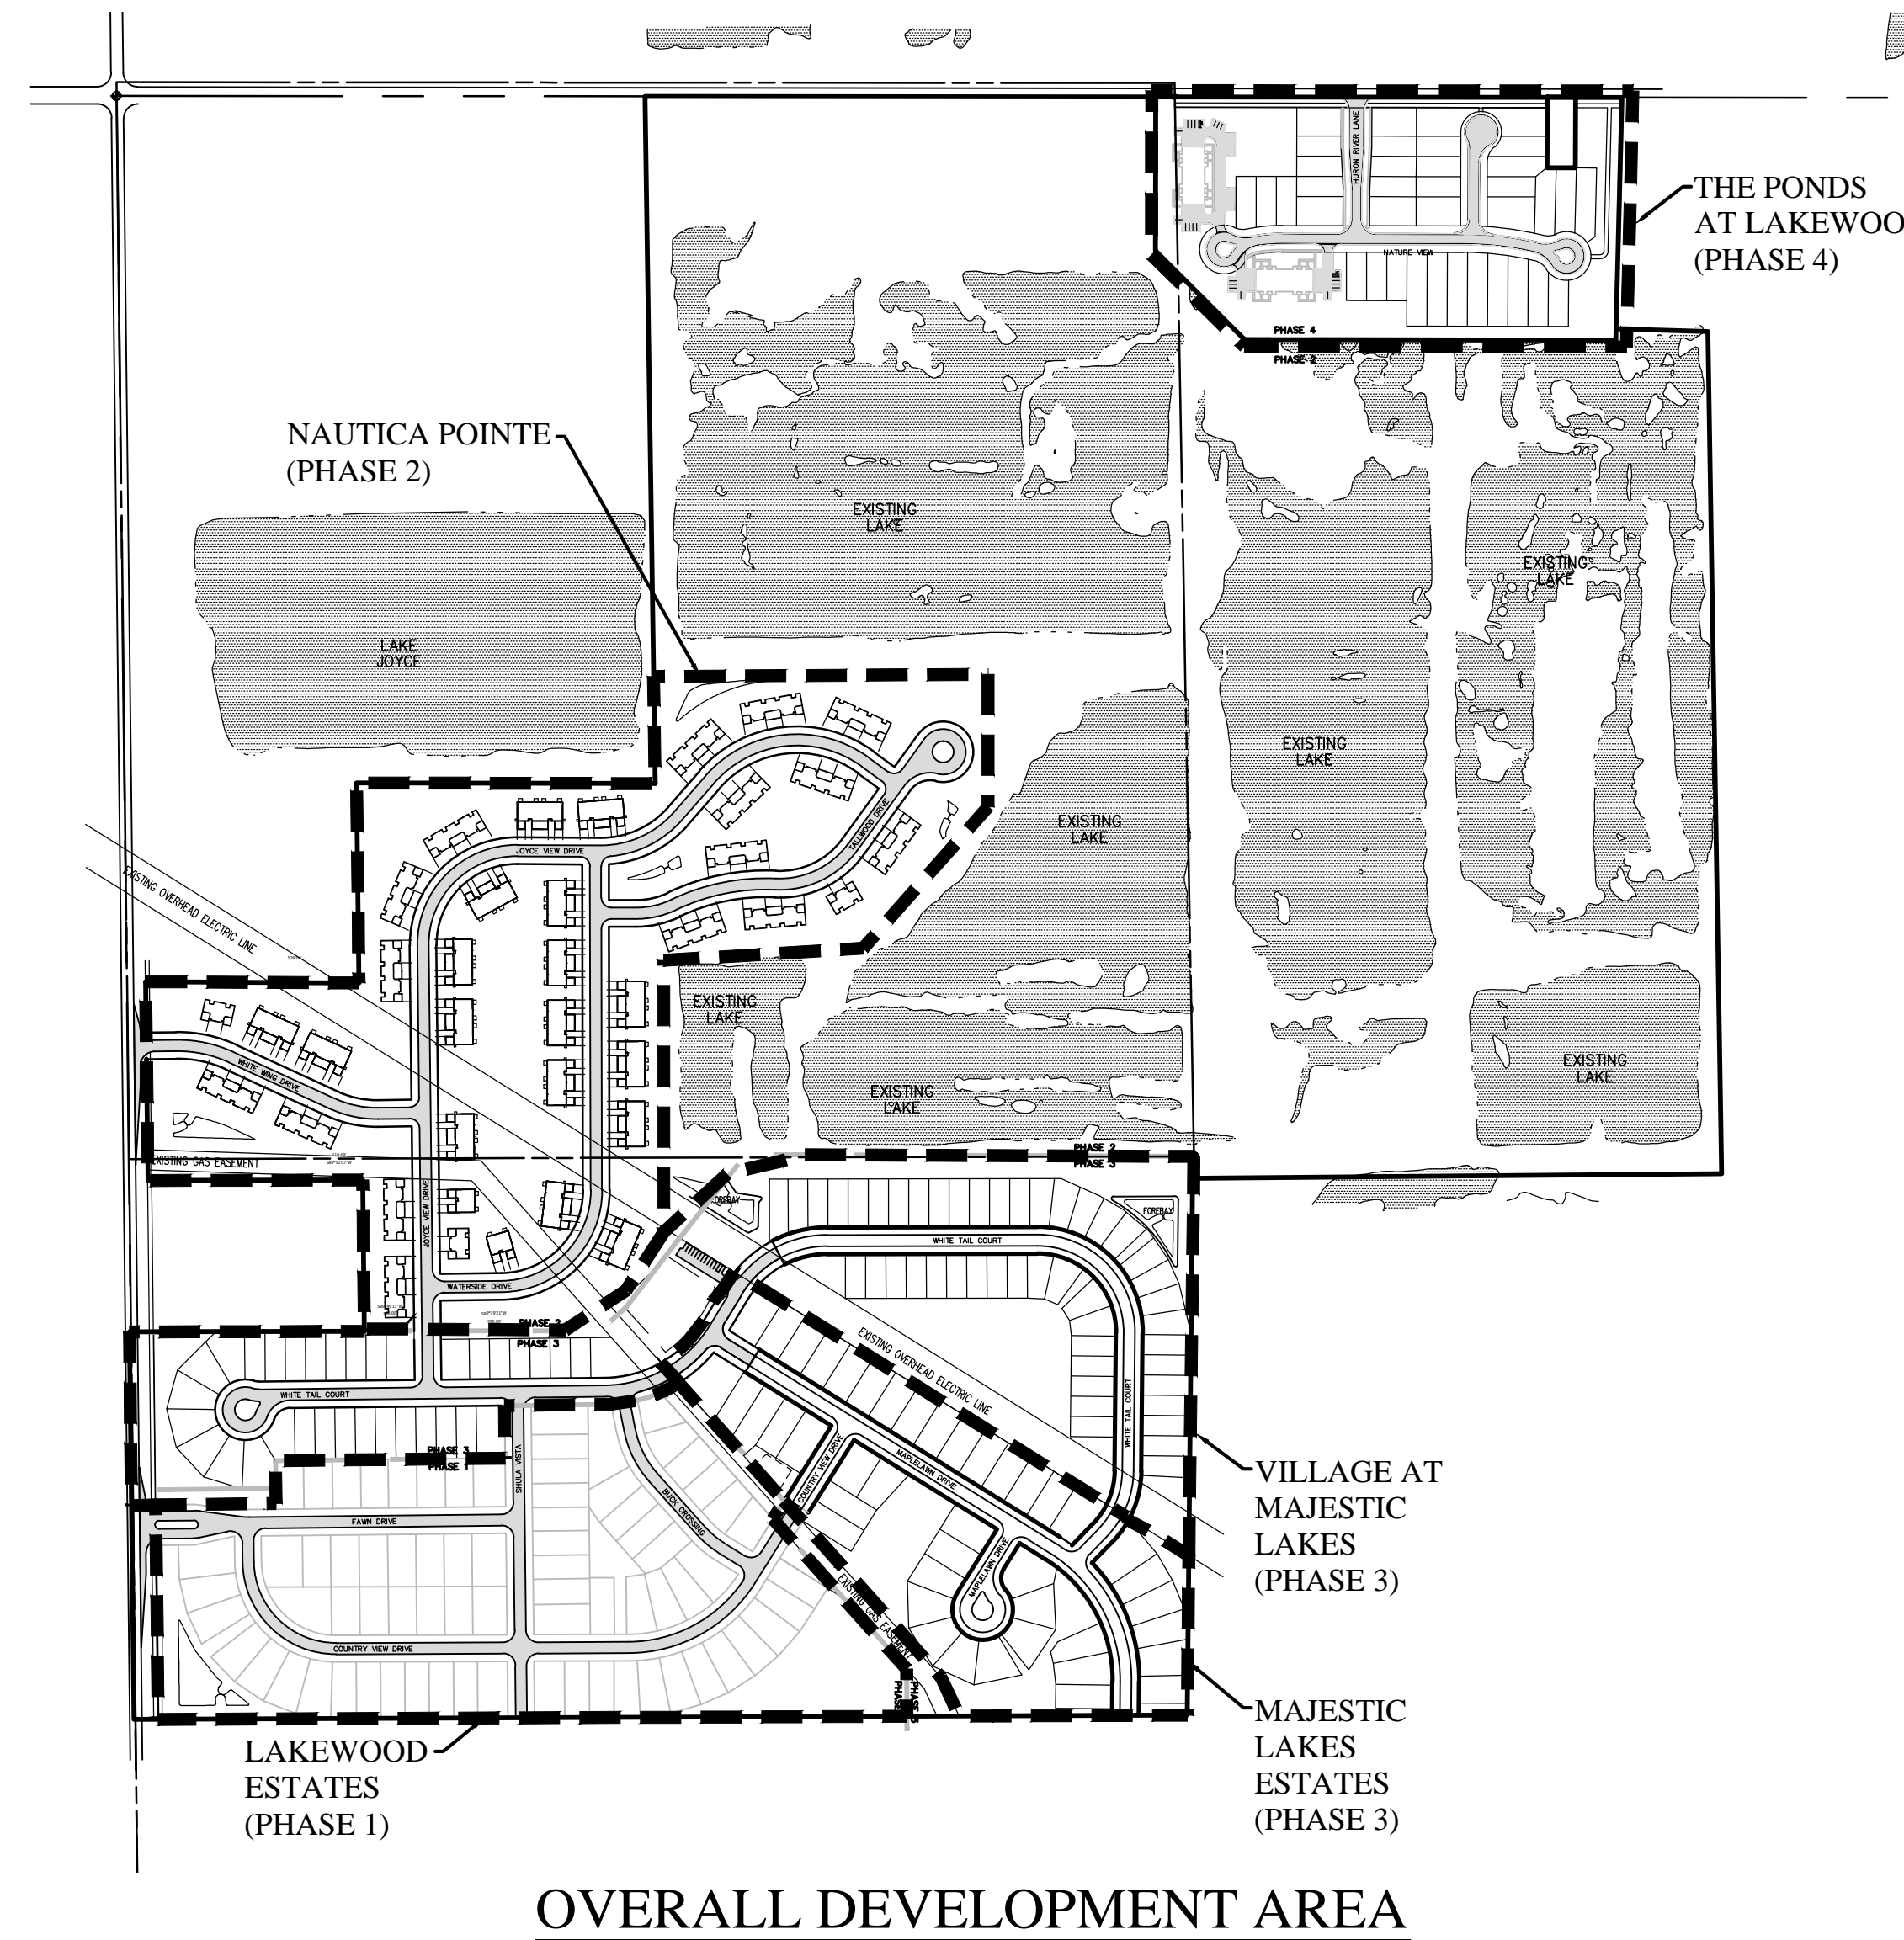 HURON RIVER LANE
THE PONDS
AT LAKEWOO
(PHASE 4)
NATURE VIEW
PHASE 4
PHASE 2
NAUTICA POINTE
(PHASE 2)
EXISTING
LAKE
EXISTING
LAKE
LAKE
JOYCE
EXISTING
LAKE
EXISTING
LAKE
TALLWOOD DRIVE
JOYCE VIEW DRIVE
EXISTING OVERHEAD ELECTRIC LINE
EXISTING
LAKE
EXISTING
LAKE
EXISTING
LAKE
WHITE WING DRIVE
EXISTING GAS EASEMENT
PHASE 2
PHASE 3
JOYCE VIEW DRIVE
FOREBAY
WHITE TAIL COURT
WATERSIDE DRIVE
PHASE 2
PHASE 3
EXISTING OVERHEAD ELECTRIC LINE
WHITE TAIL COURT
WHITE TAIL COURT
PHASE 3
PHASE 1
SHULA VISTA
COUNTRY VIEW DRIVE
MAPLELAWN DRIVE
VILLAGE AT
MAJESTIC
LAKES
(PHASE 3)
FAWN DRIVE
BUCK CROSSING
MAPLELAWN DRIVE
EXISTING GAS EASEMENT
COUNTRY VIEW DRIVE
MAJESTIC
LAKES
ESTATES
(PHASE 3)
LAKEWOOD
ESTATES
(PHASE 1)
OVERALL DEVELOPMENT AREA